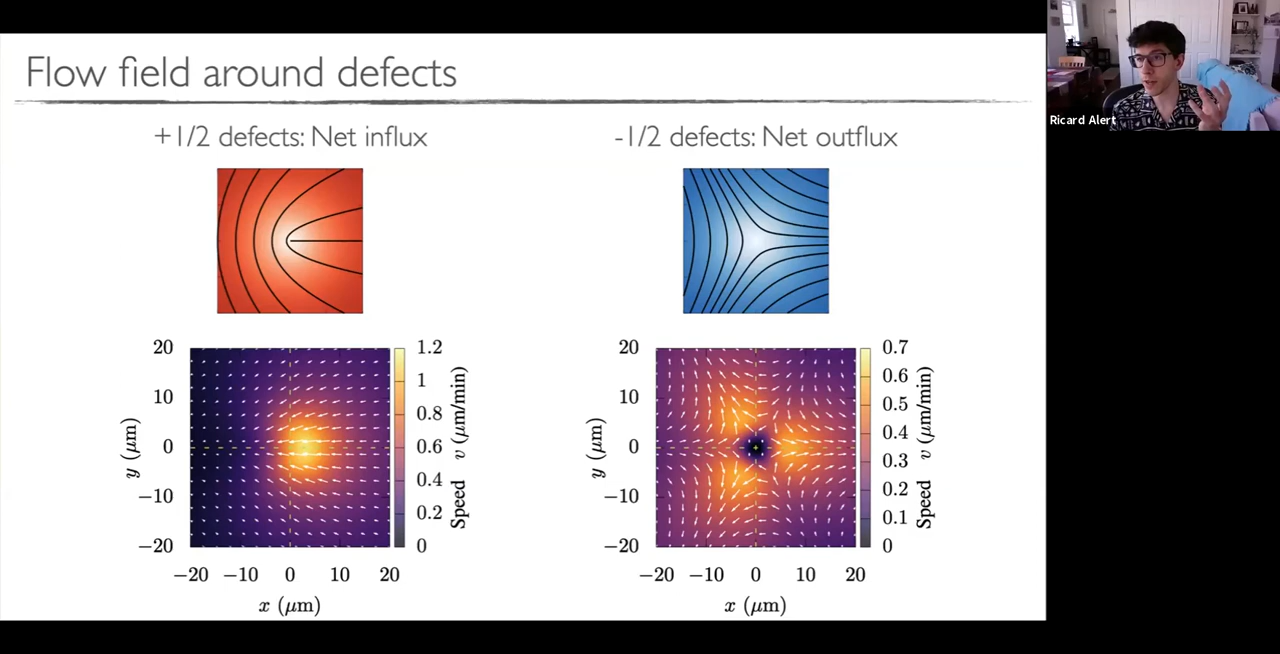 Flow field around defects
Ricard Alert
+1/2 defects: Net influx
-1/2 defects: Net outflux
20
10
0
−10
−20
y (μm)
−20 −10 0 10 20
x (μm)
1.2
1
0.8
0.6
0.4
0.2
0
Speed v (μm/min)
20
10
0
−10
−20
y (μm)
−20 −10 0 10 20
x (μm)
0.7
0.6
0.5
0.4
0.3
0.2
0.1
0
Speed v (μm/min)